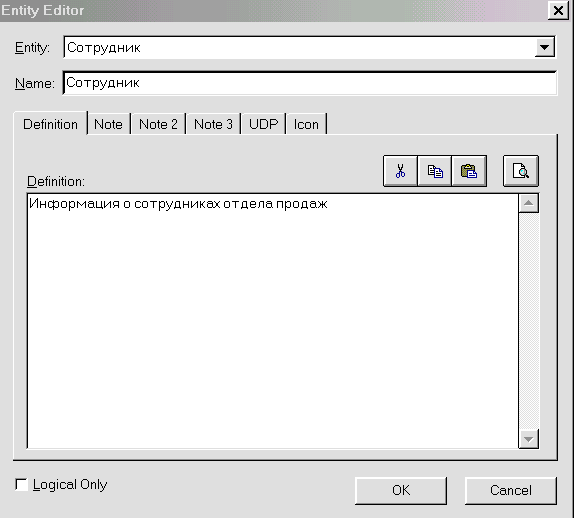 Entity Editor
Entity: Сотрудник
Name: Сотрудник
Definition Note Note 2 Note 3 UDP Icon
Definition:
Информация о сотрудниках отдела продаж
Logical Only OK Cancel